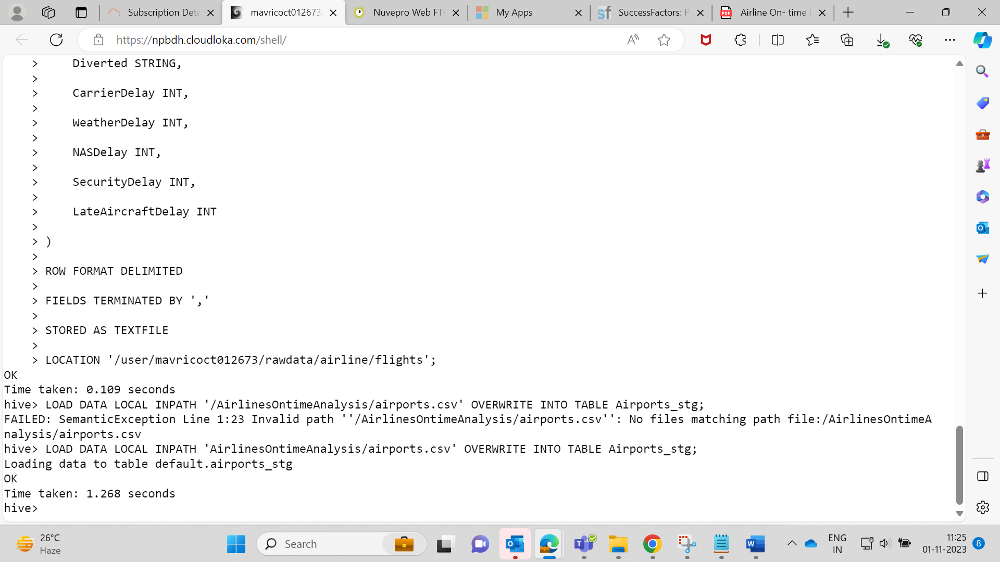 Subscription Deta
mavricoct012673
Nuvepro Web FTP
My Apps
SuccessFactors: P
Airline On- time D
https://npbdh.cloudloka.com/shell/
> Diverted STRING,
>
> CarrierDelay INT,
>
> WeatherDelay INT,
>
> NASDelay INT,
>
> SecurityDelay INT,
>
> LateAircraftDelay INT
>
> )
>
> ROW FORMAT DELIMITED
>
> FIELDS TERMINATED BY ','
>
> STORED AS TEXTFILE
>
> LOCATION '/user/mavricoct012673/rawdata/airline/flights';
OK
Time taken: 0.109 seconds
hive> LOAD DATA LOCAL INPATH '/AirlinesOntimeAnalysis/airports.csv' OVERWRITE INTO TABLE Airports_stg;
FAILED: SemanticException Line 1:23 Invalid path ''/AirlinesOntimeAnalysis/airports.csv'': No files matching path file:/AirlinesOntimeA
nalysis/airports.csv
hive> LOAD DATA LOCAL INPATH 'AirlinesOntimeAnalysis/airports.csv' OVERWRITE INTO TABLE Airports_stg;
Loading data to table default.airports_stg
OK
Time taken: 1.268 seconds
hive>
26°C
Haze
Search
ENG
IN
11:25
01-11-2023
8